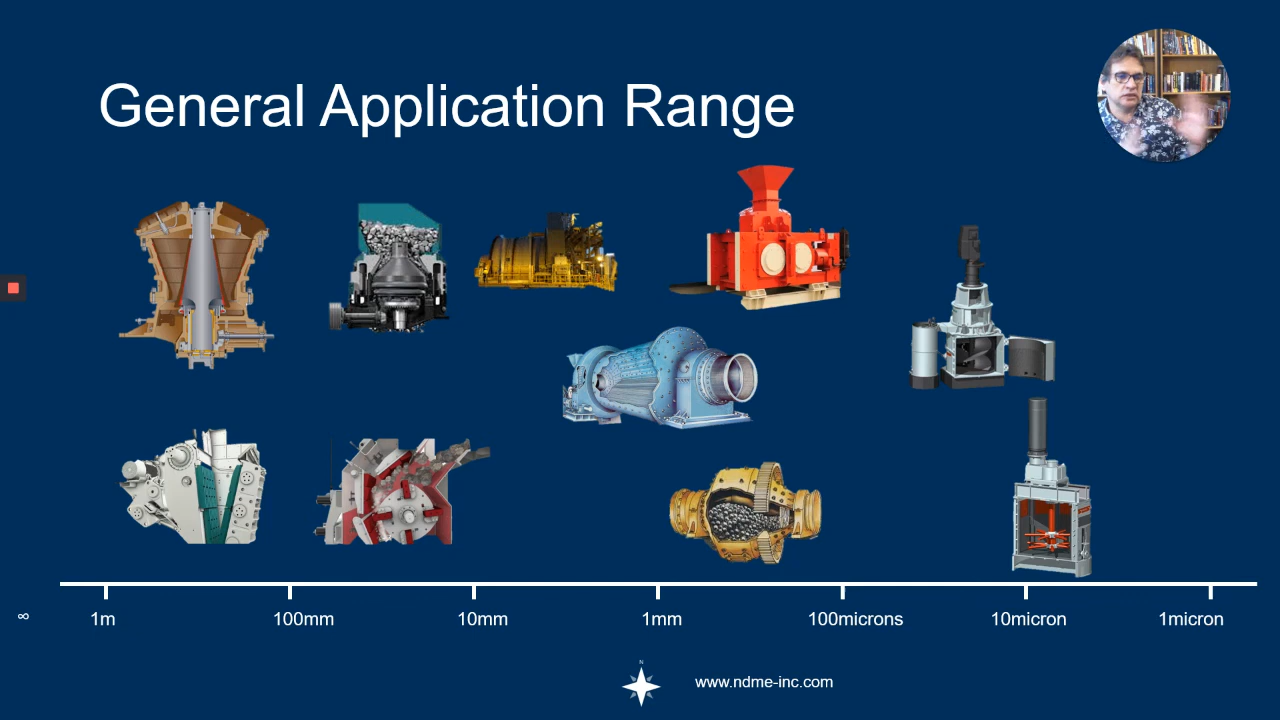 General Application Range
∞
1m
100mm
10mm
1mm
100microns
10micron
1micron
N
www.ndme-inc.com